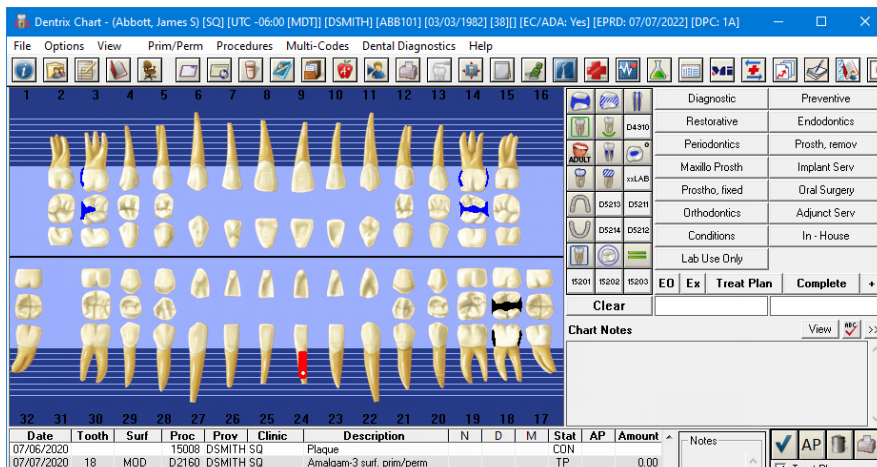 Dentrix Chart - (Abbott, James S) [SQ] [UTC -06:00 [MDT]] [DSMITH] [ABB101] [03/03/1982] [38][] [EC/ADA: Yes] [EPRD: 07/07/2022] [DPC: 1A]
File Options View Prim/Perm Procedures Multi-Codes Dental Diagnostics Help
1 2 3 4 5 6 7 8 9 10 11 12 13 14 15 16
32 31 30 29 28 27 26 25 24 23 22 21 20 19 18 17
D4910
ADULT
xxLAB
D5213 D5211
D5214 D5212
15201 15202 15203
Diagnostic Preventive
Restorative Endodontics
Periodontics Prosth, remov
Maxillo Prosth Implant Serv
Prostho, fixed Oral Surgery
Orthodontics Adjunct Serv
Conditions In - House
Lab Use Only
EO Ex + Treat Plan Complete +
Clear
Chart Notes View ABC >>
Date Tooth Surf Proc Prov Clinic Description N D M Stat AP Amount
07/06/2020 15008 DSMITH SQ Plaque CON
07/07/2020 18 MOD D2160 DSMITH SQ Amalgam-3 surf, prim/perm TP 0.00
Notes
AP